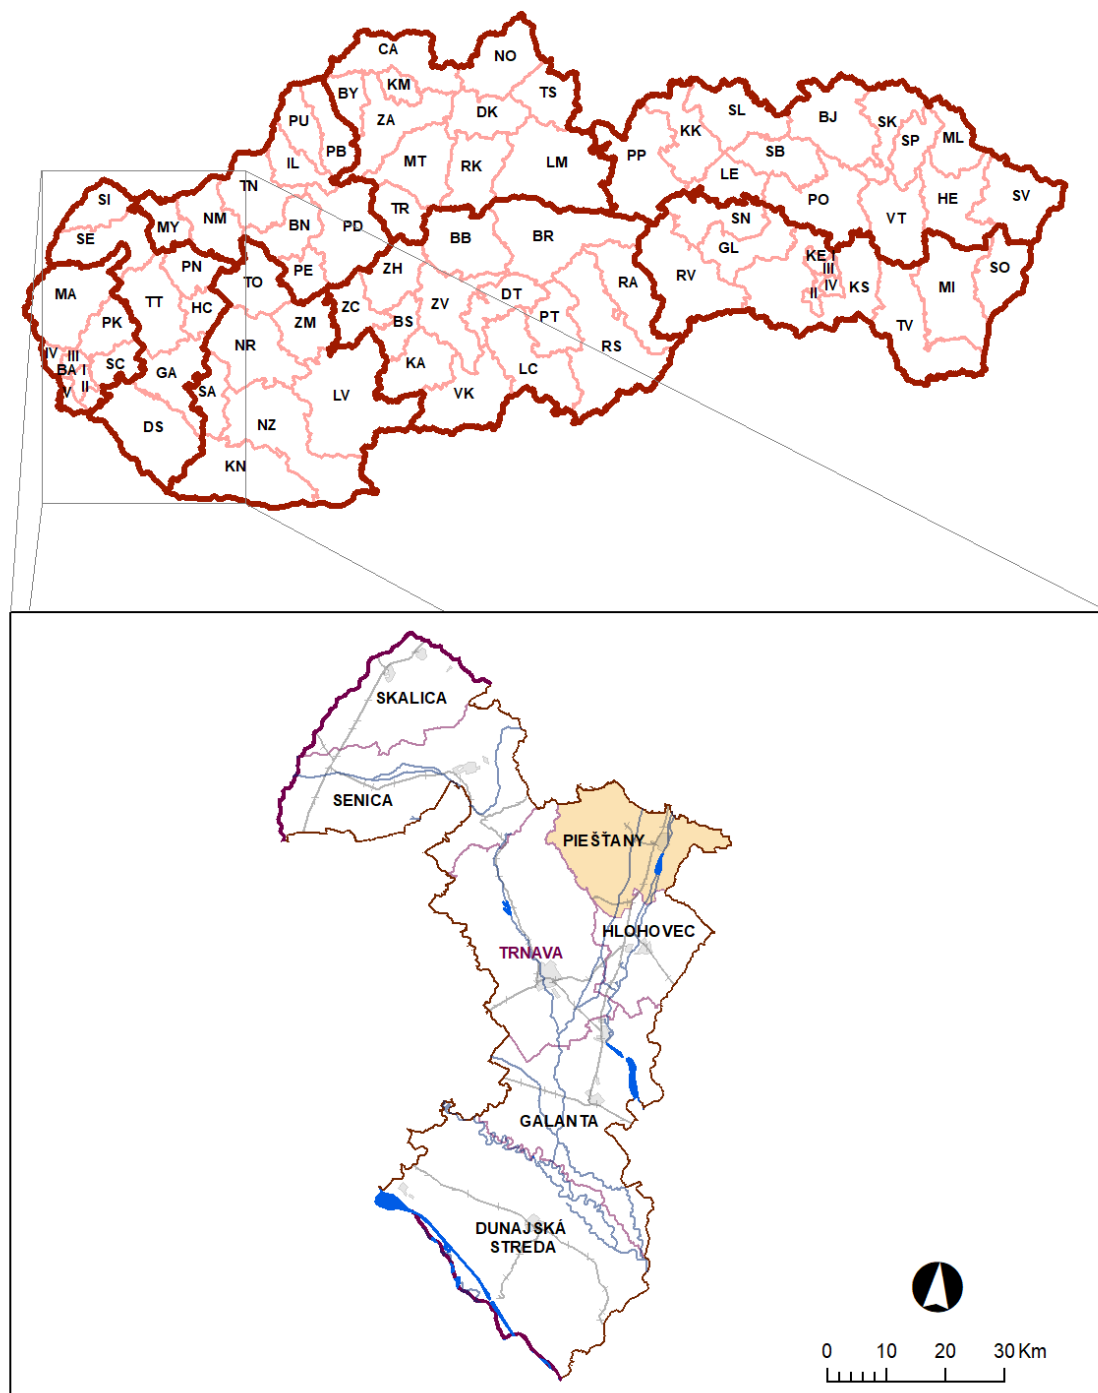 CA
NO
BY
KM
TS
PU
ZA
DK
SL
BJ
SK
KK
SP
ML
PB
IL
MT
RK
LM
PP
SB
LE
TN
SI
MY
NM
TR
PO
HE
SV
VT
SE
BN
PD
BB
BR
SN
GL
PN
PE
ZH
KE
I
III
IV
II
KS
SO
MA
TT
TO
RV
RA
MI
HC
ZC
ZV
DT
PK
ZM
BS
PT
TV
IV
III
BA
I
II
V
SC
GA
NR
KA
RS
LC
SA
LV
VK
DS
NZ
KN
SKALICA
SENICA
PIEŠŤANY
HLOHOVEC
TRNAVA
GALANTA
DUNAJSKÁ
STREDA
0 10 20 30 Km